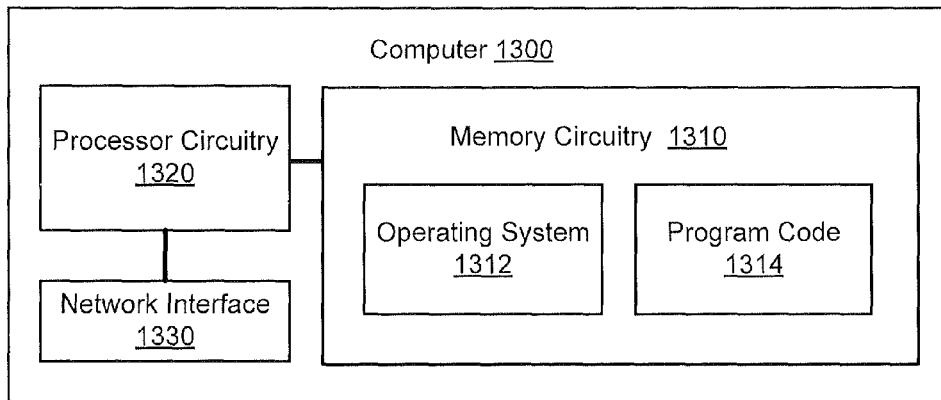 Computer 1300
Processor Circuitry
1320
Memory Circuitry 1310
Operating System
1312
Program Code
1314
Network Interface
1330